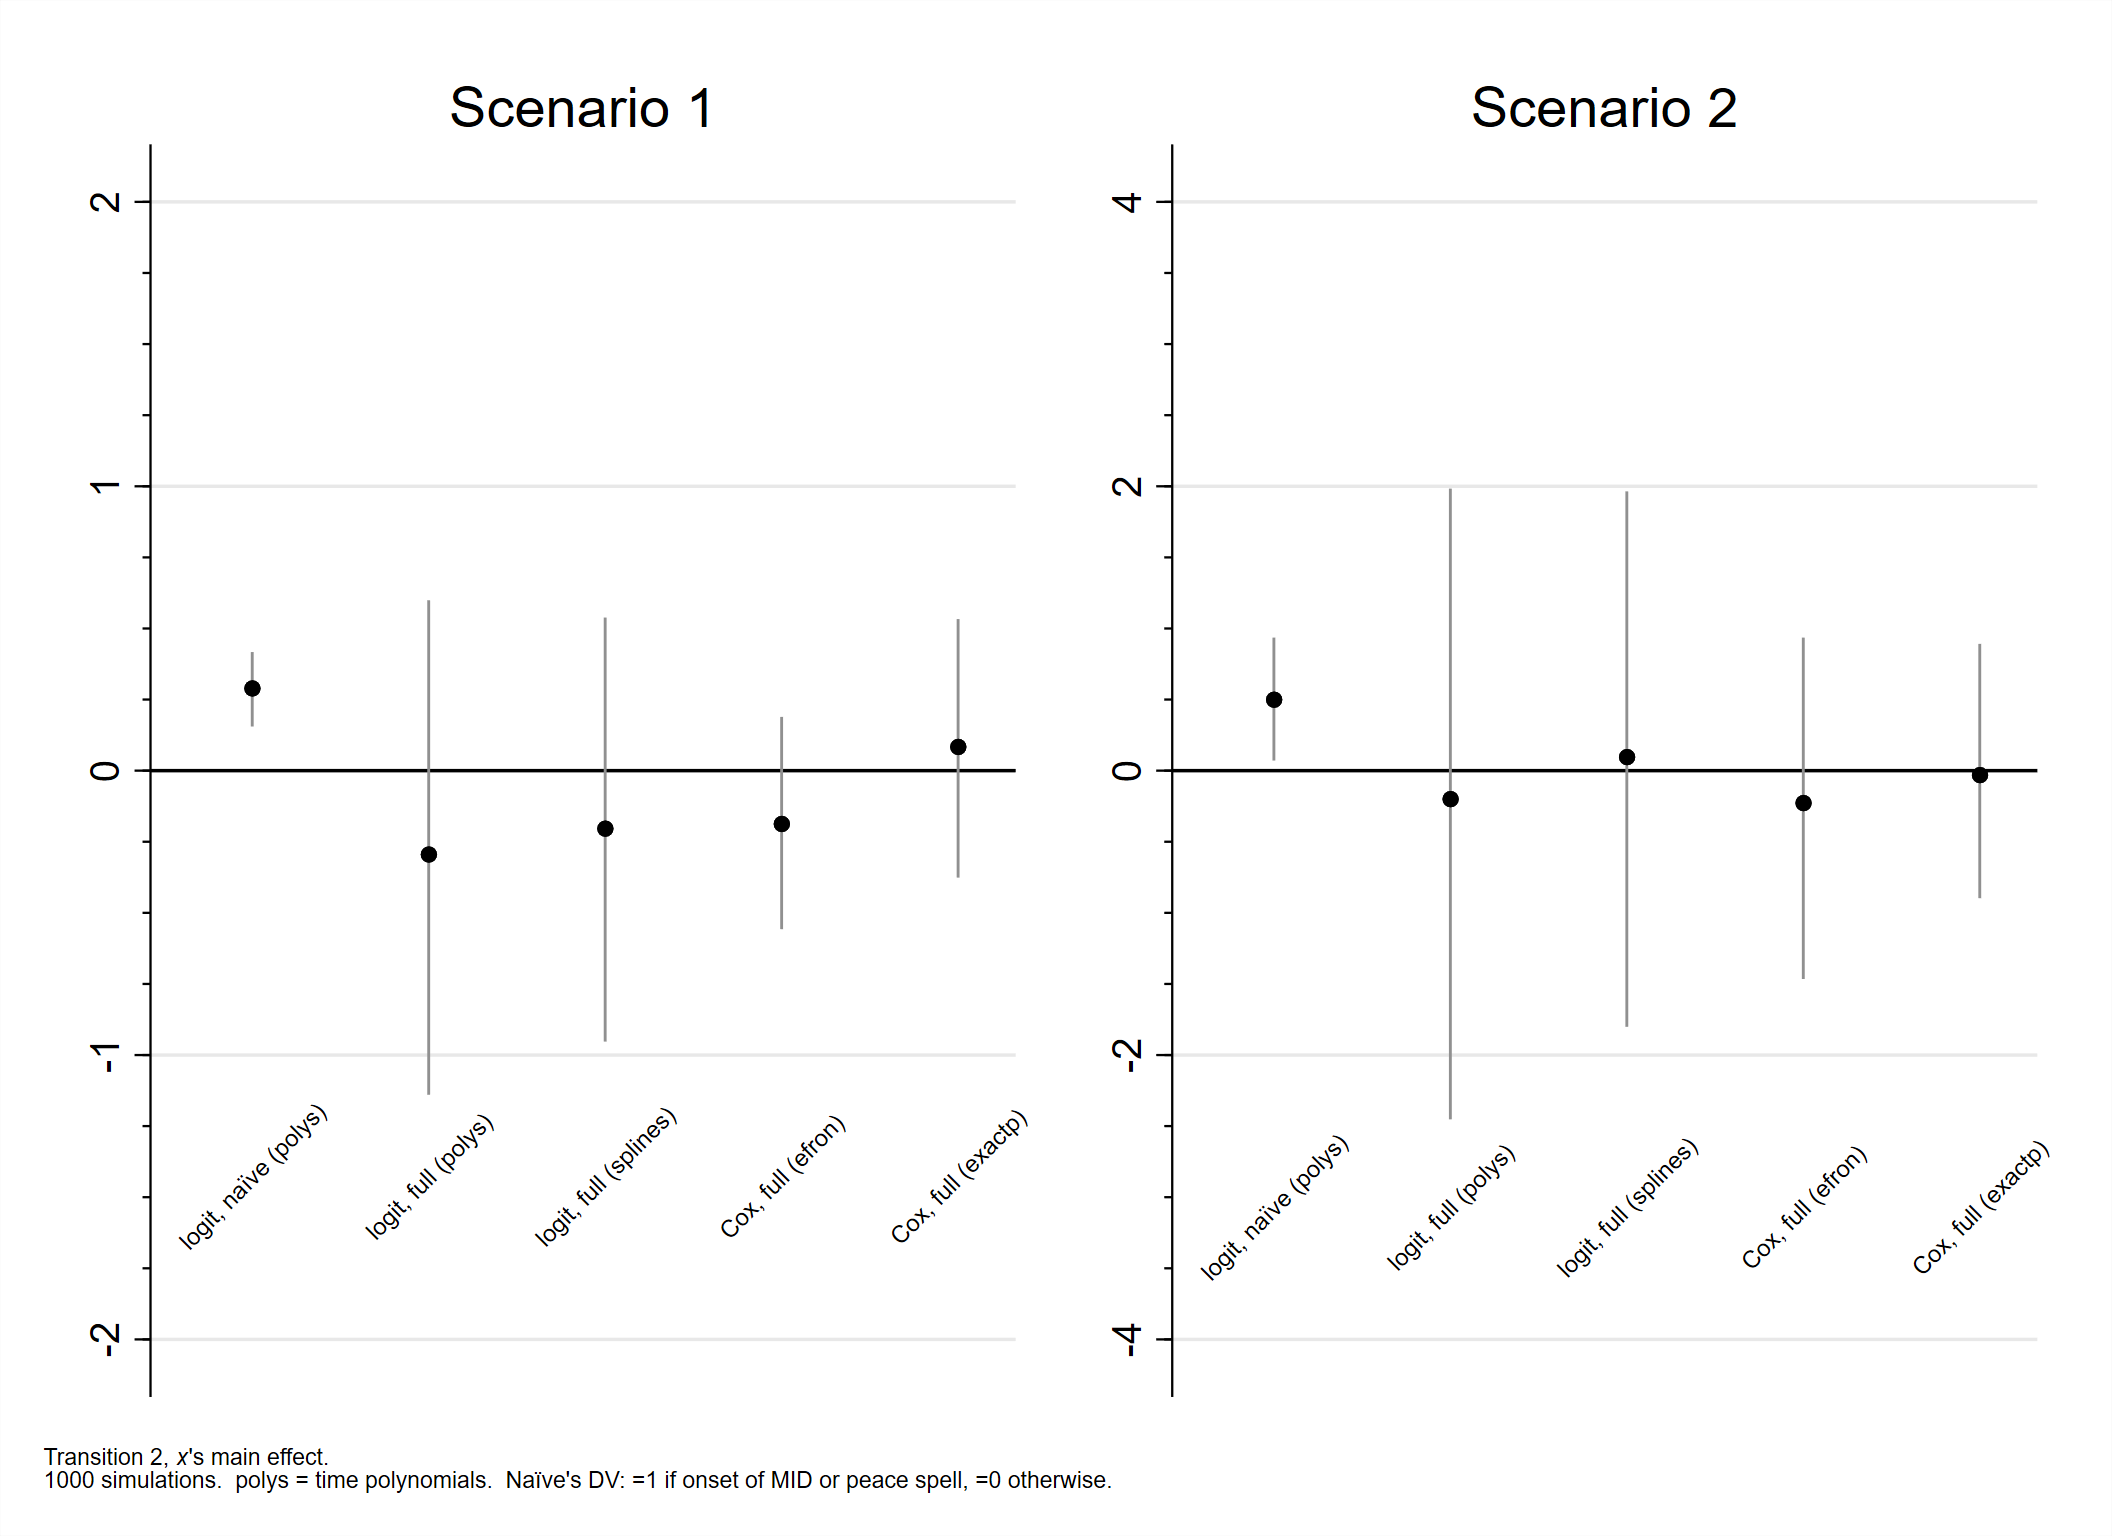 Scenario 1
2
1
0
-1
-2
logit, naïve (polys)
logit, full (polys)
logit, full (splines)
Cox, full (efron)
Cox, full (exactp)
Scenario 2
4
2
0
-2
-4
logit, naïve (polys)
logit, full (polys)
logit, full (splines)
Cox, full (efron)
Cox, full (exactp)
Transition 2, x's main effect.
1000 simulations.  polys = time polynomials.  Naïve's DV: =1 if onset of MID or peace spell, =0 otherwise.